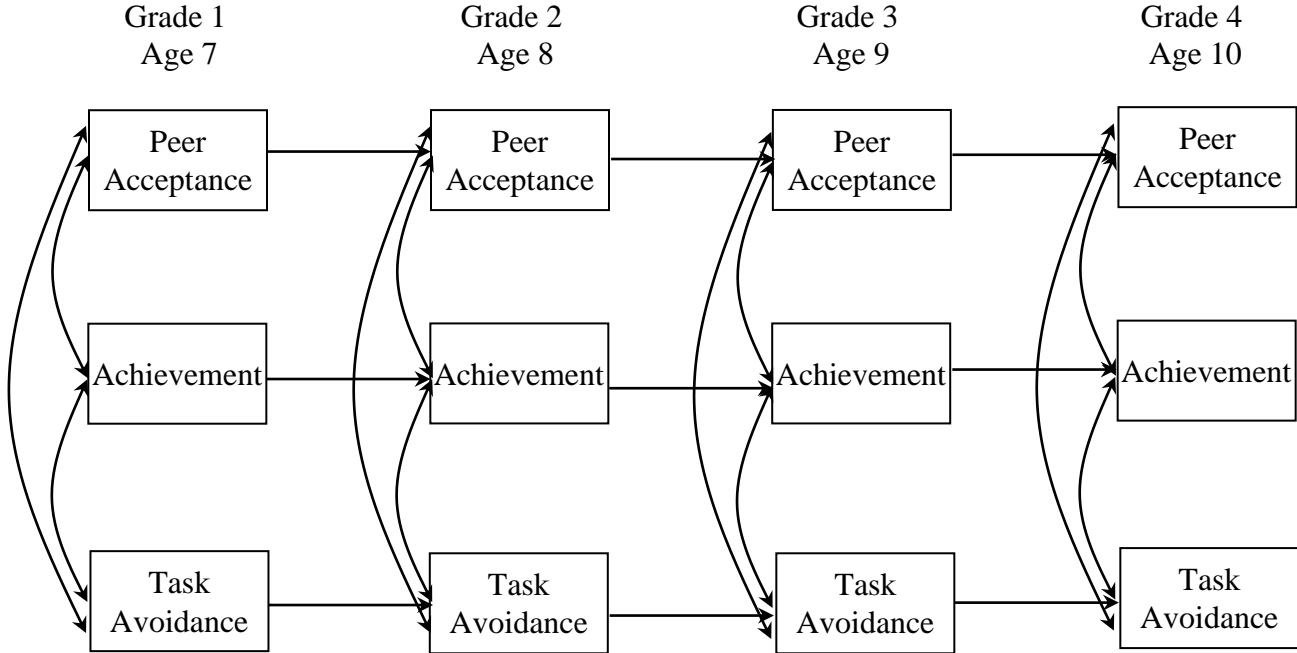 Grade 1
Age 7
Grade 2
Age 8
Grade 3
Age 9
Grade 4
Age 10
Peer
Acceptance
Peer
Acceptance
Peer
Acceptance
Peer
Acceptance
Achievement
Achievement
Achievement
Achievement
Task
Avoidance
Task
Avoidance
Task
Avoidance
Task
Avoidance